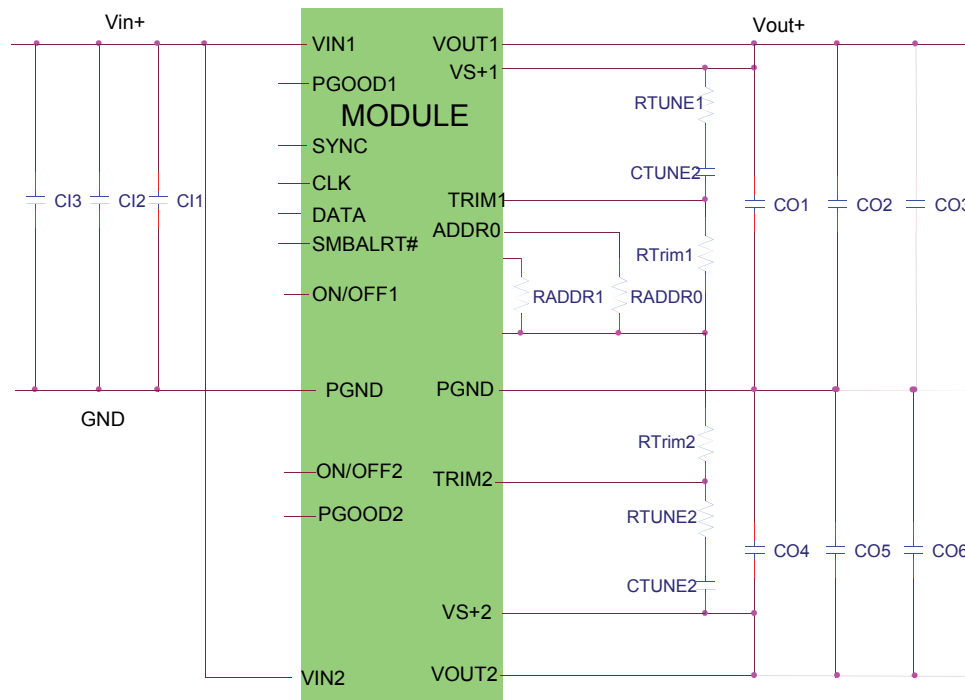 Vin+
Vout+
VIN1
VOUT1
VS+1
PGOOD1
RTUNE1
MODULE
SYNC
CTUNE2
CLK
TRIM1
CI3
CI2
CI1
CO1
CO2
CO3
DATA
ADDR0
SMBALRT#
RTrim1
ON/OFF1
RADDR1
RADDR0
PGND
PGND
GND
RTrim2
ON/OFF2
TRIM2
PGOOD2
RTUNE2
CO4
CO5
CO6
CTUNE2
VS+2
VIN2
VOUT2